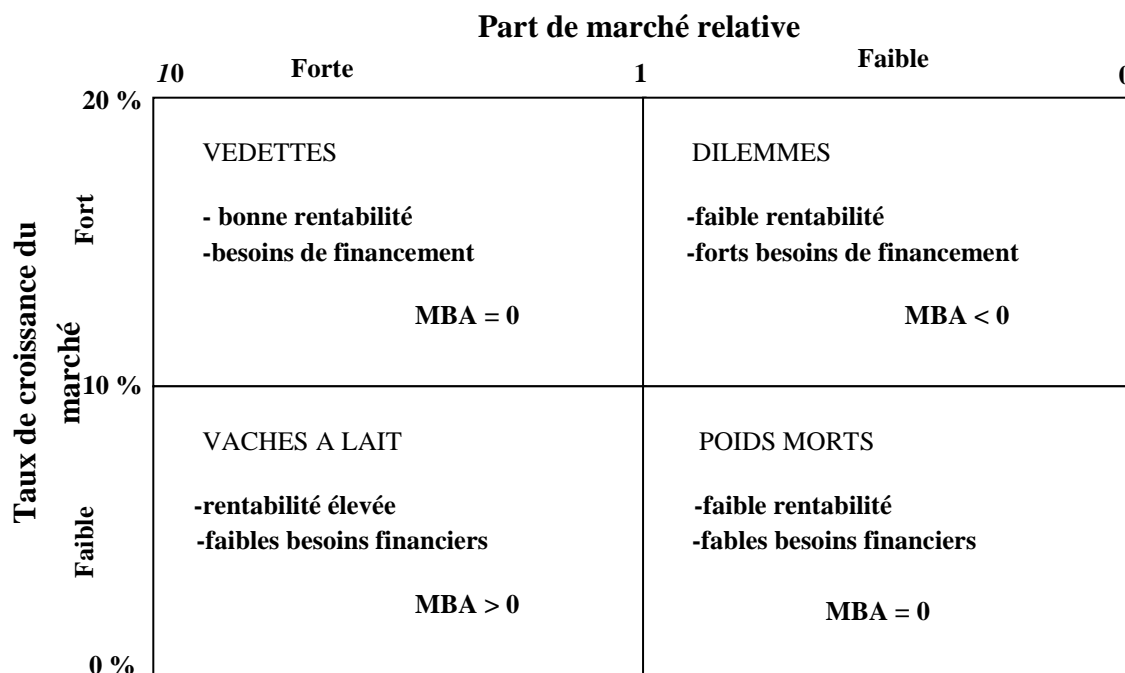 Part de marché relative
10 Forte 1 Faible 0
20 %
VEDETTES
- bonne rentabilité
-besoins de financement
MBA = 0
DILEMMES
-faible rentabilité
-forts besoins de financement
MBA < 0
Taux de croissance du
marché
Fort
10 %
Faible
VACHES A LAIT
-rentabilité élevée
-faibles besoins financiers
MBA > 0
POIDS MORTS
-faible rentabilité
-fables besoins financiers
MBA = 0
0 %